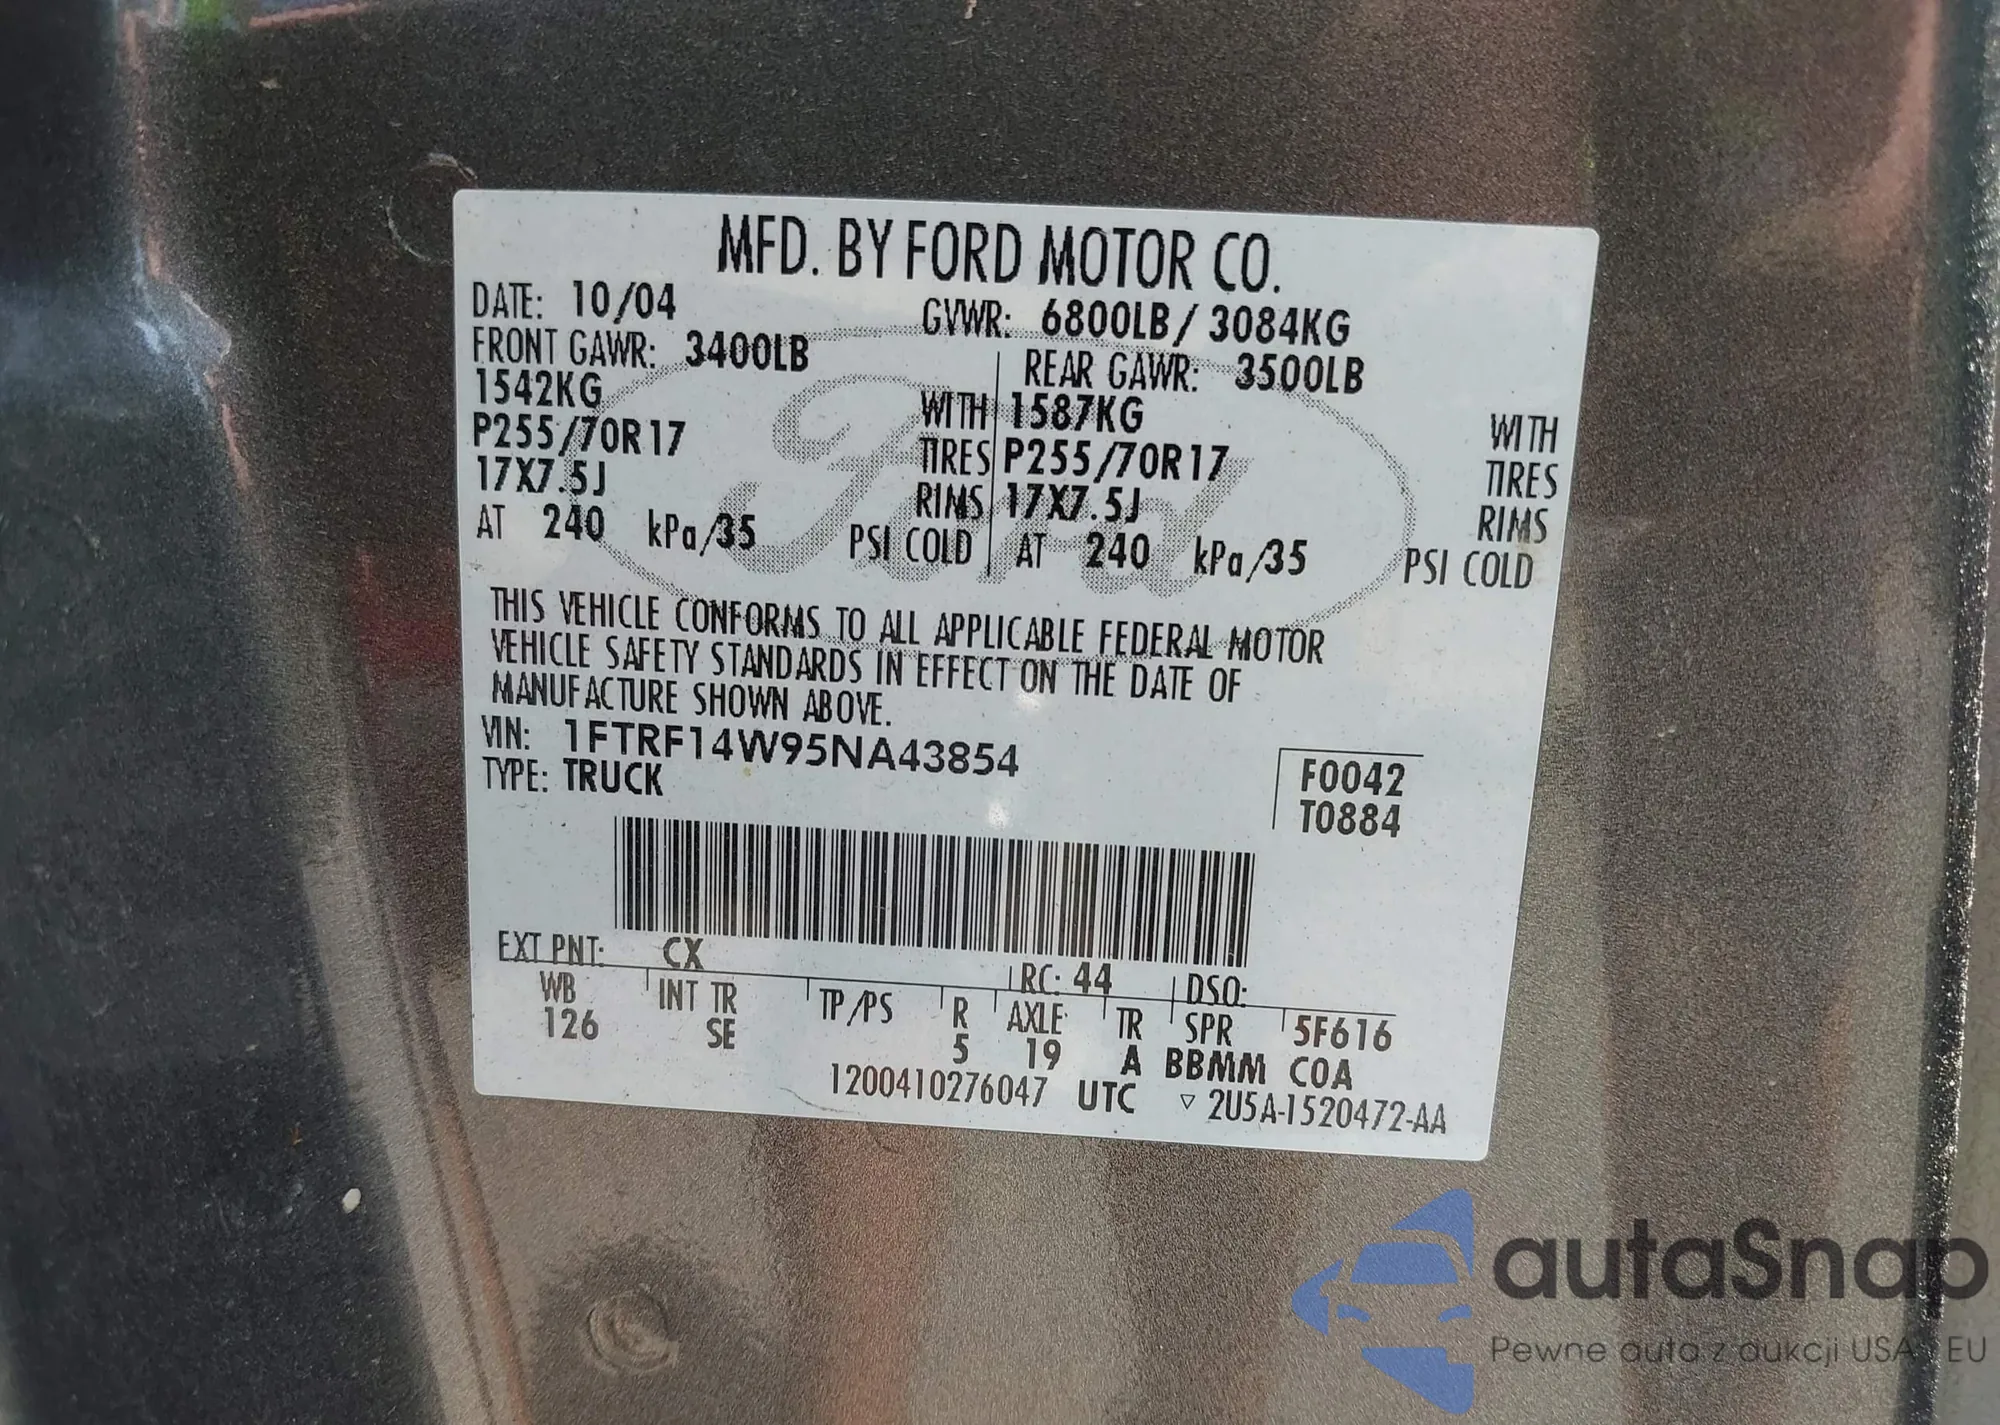 MFD. BY FORD MOTOR CO.
DATE: 10/04 GVWR: 6800LB / 3084KG
FRONT GAWR: 3400LB REAR GAWR: 3500LB
1542KG WITH 1587KG WITH
P255/70R17 TIRES P255/70R17 TIRES
17X7.5J RIMS 17X7.5J RIMS
AT 240 kPa/35 PSI COLD AT 240 kPa/35 PSI COLD
THIS VEHICLE CONFORMS TO ALL APPLICABLE FEDERAL MOTOR
VEHICLE SAFETY STANDARDS IN EFFECT ON THE DATE OF
MANUFACTURE SHOWN ABOVE.
VIN: 1FTRF14W95NA43854
TYPE: TRUCK
F0042
T0884
EXT PNT: CX RC: 44 DSO:
WB INT TR TP/PS R AXLE TR SPR 5F616
126 SE 5 19 A BBMM COA
1200410276047 UTC ▽ 2U5A-1520472-AA
Ford
autaSnap
Pewne auta z aukcji USA i EU